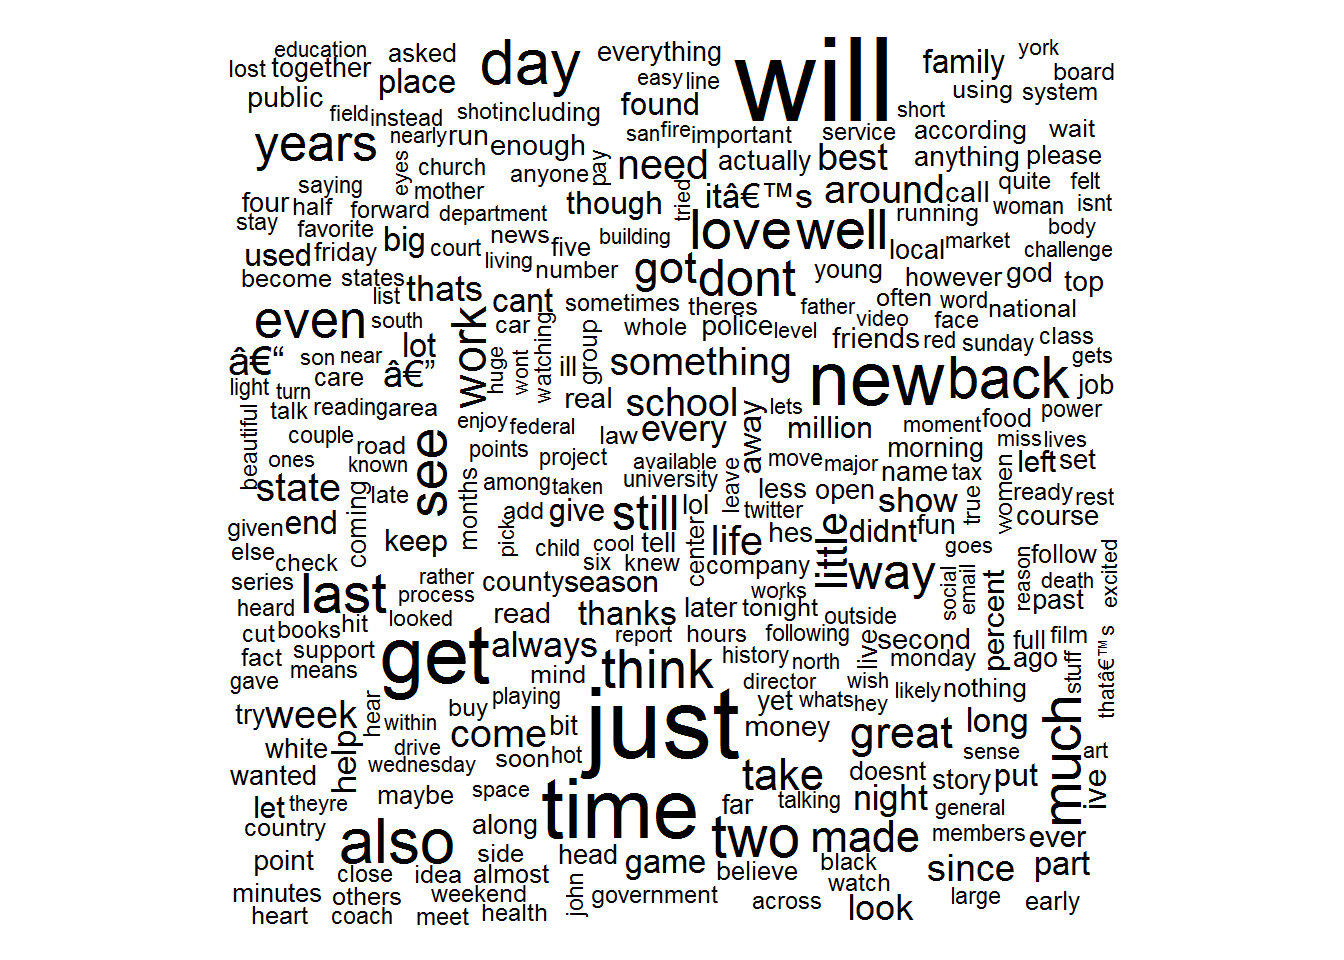 education asked day everything will family york
lost together place easy line board
public found using system
field instead shot including short
years nearly run enough san fire important service according wait
eyes church anyone pay need actually best anything please
saying mother tried itâ€™s around call quite felt
four half forward department though running woman isnt
stay favorite news five building love well local market body
used friday big court challenge
living number got dont young however god top
become states thats cant sometimes theres father often word national
list
even south work car watching group whole police level video face friends red sunday class
â€“ son near lot huge wont ill something new back gets
light turn care â€” real school lets job
beautiful talk reading area enjoy federal law every away million moment food power
couple road points morning miss lives
ones known see months project available move major name tax women left set
state late among taken university leave less open show true ready rest
given end coming pick add give still lol twitter little didnt fun course
else check keep child cool tell center life hes way goes reason follow excited
series rather six knew company social email percent death
heard last process county season works past
cut books hit looked read thanks later tonight outside
fact support get always report hours following live second full film thatâ€™s
gave means mind think history north monday ago stuff
director wish likely nothing
try week hear within buy playing just yet whats hey much
white help drive come bit money great long art
wanted wednesday soon hot take doesnt sense ive
let theyre maybe space time far talking night story put
country also along two made general members ever
point side head game believe black since part
close idea almost john watch
minutes others weekend government across look large early
heart coach meet health